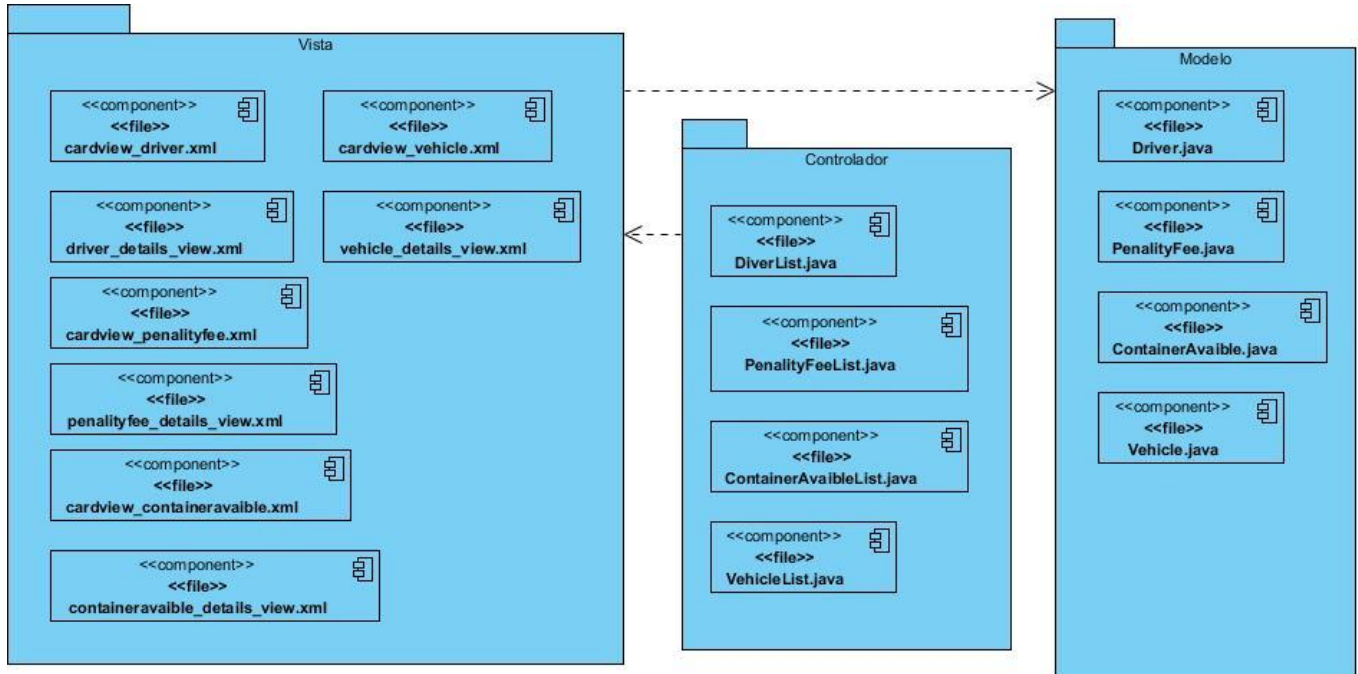 Vista
<<component>>
<<file>>
cardview_driver.xml
<<component>>
<<file>>
cardview_vehicle.xml
<<component>>
<<file>>
driver_details_view.xml
<<component>>
<<file>>
vehicle_details_view.xml
<<component>>
<<file>>
cardview_penalityfee.xml
<<component>>
<<file>>
penalityfee_details_view.xml
<<component>>
<<file>>
cardview_containeravaible.xml
<<component>>
<<file>>
containeravaible_details_view.xml
Controlador
<<component>>
<<file>>
DiverList.java
<<component>>
<<file>>
PenalityFeeList.java
<<component>>
<<file>>
ContainerAvaibleList.java
<<component>>
<<file>>
VehicleList.java
Modelo
<<component>>
<<file>>
Driver.java
<<component>>
<<file>>
PenalityFee.java
<<component>>
<<file>>
ContainerAvaible.java
<<component>>
<<file>>
Vehicle.java